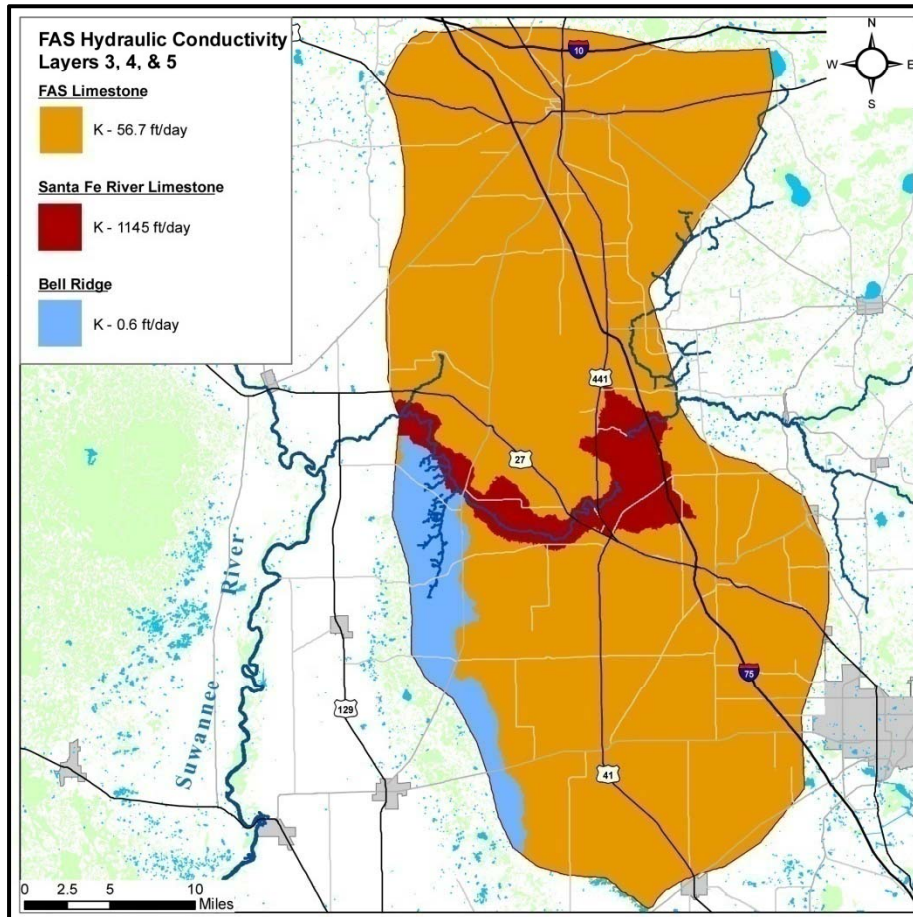 FAS Hydraulic Conductivity
Layers 3, 4, & 5
FAS Limestone
K - 56.7 ft/day
Santa Fe River Limestone
K - 1145 ft/day
Bell Ridge
K - 0.6 ft/day
N
W
E
S
10
441
27
75
129
41
Suwannee River
0 2.5 5 10
Miles